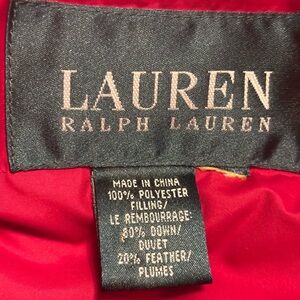 LAUREN
RALPH LAUREN
MADE IN CHINA
100% POLYESTER
FILLING/
LE REMBOURRAGE:
80% DOWN/
DUVET
20% FEATHER/
PLUMES